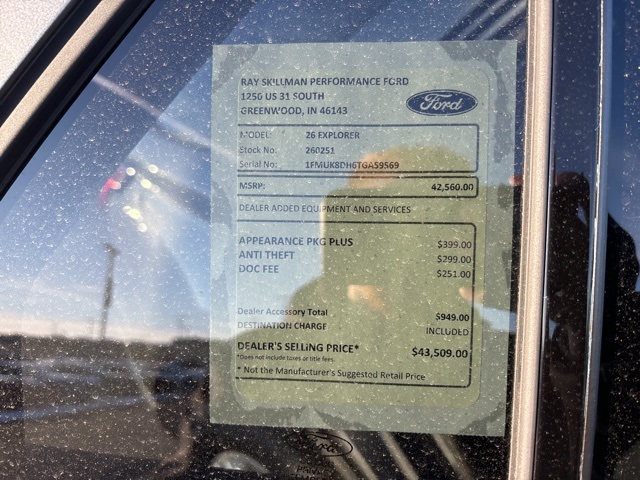 RAY SKILLMAN PERFORMANCE FORD
1250 US 31 SOUTH
GREENWOOD, IN 46143
Ford
MODEL: 26 EXPLORER
Stock No: 260251
Serial No: 1FMUK8DH6TGA59569
MSRP: 42,560.00
DEALER ADDED EQUIPMENT AND SERVICES
APPEARANCE PKG PLUS $399.00
ANTI THEFT $299.00
DOC FEE $251.00
Dealer Accessory Total $949.00
DESTINATION CHARGE INCLUDED
DEALER'S SELLING PRICE* $43,509.00
*Does not include taxes or title fees.
* Not the Manufacturer's Suggested Retail Price
Ford